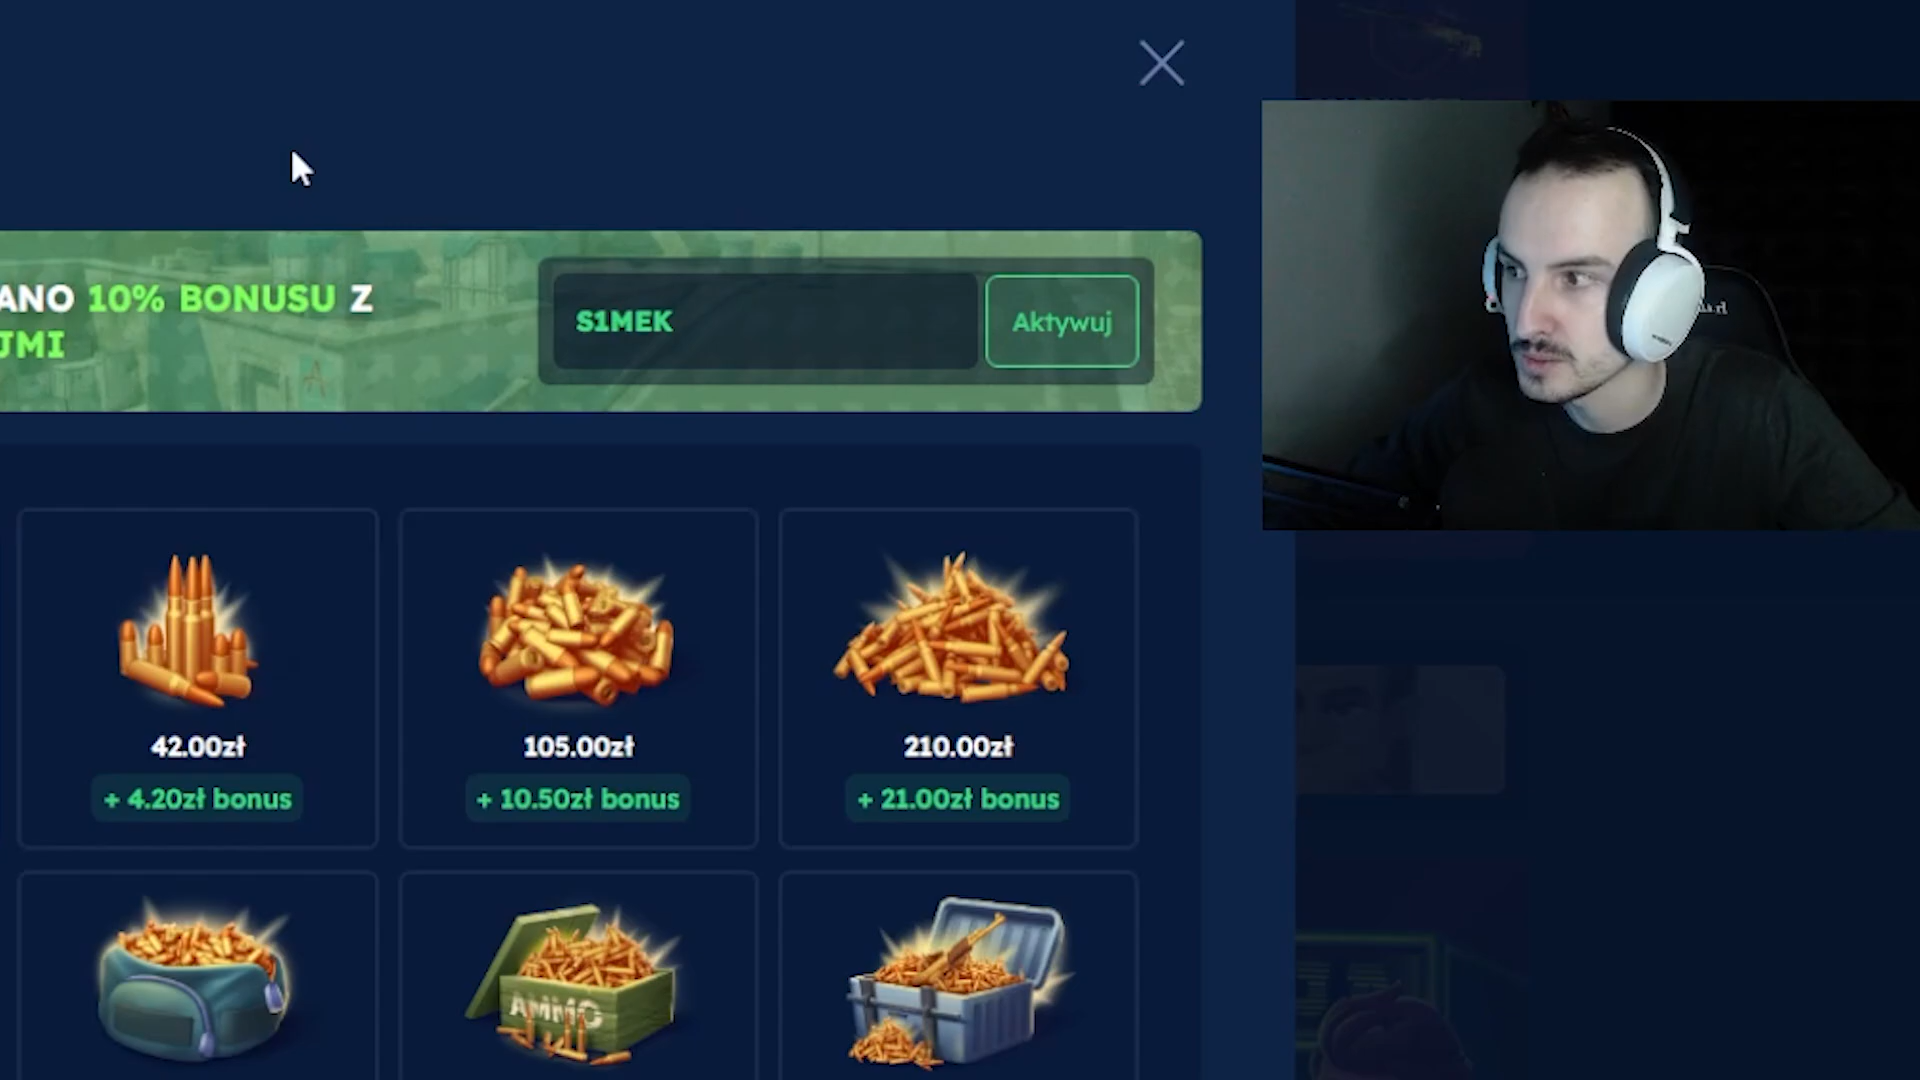 ANO 10% BONUSU Z
JMI
S1MEK
Aktywuj
42.00zł
+ 4.20zł bonus
105.00zł
+ 10.50zł bonus
210.00zł
+ 21.00zł bonus
AMMO